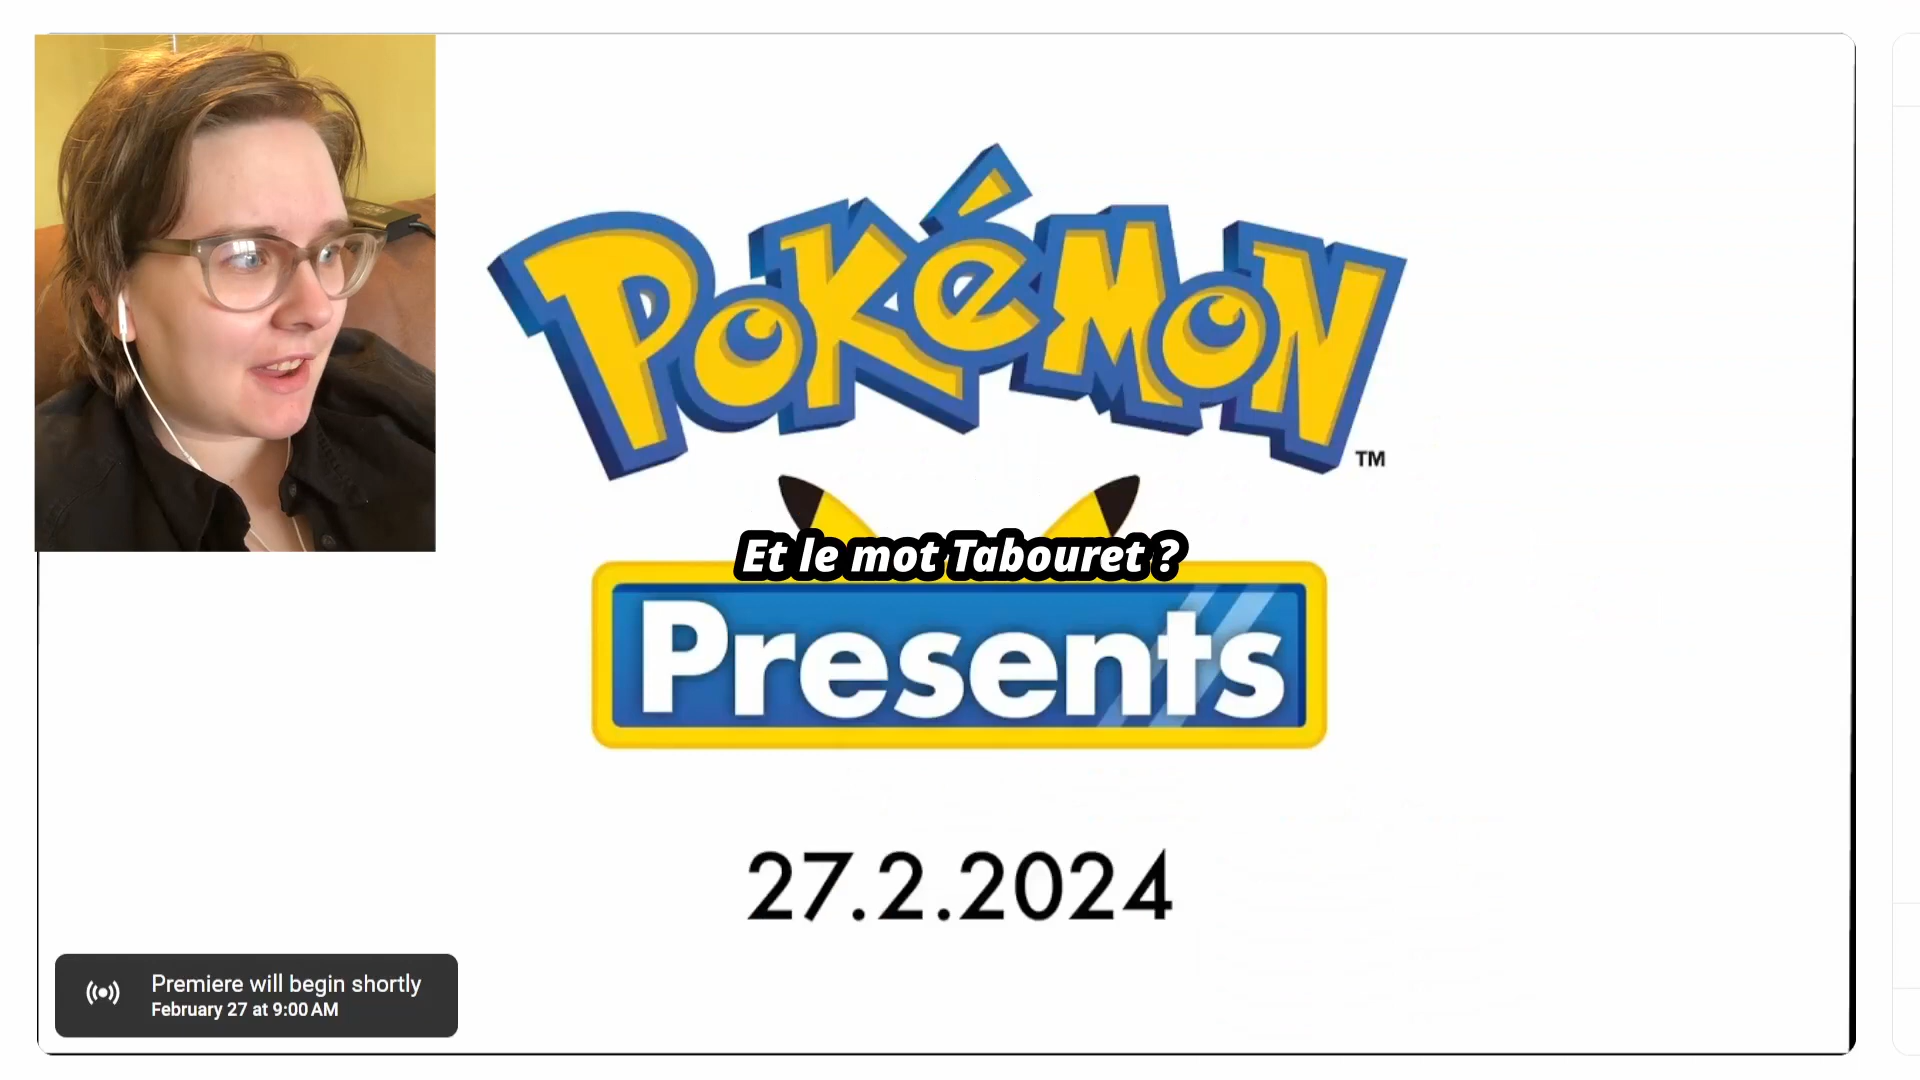 POKéMON
TM
Et le mot Tabouret ?
Presents
27.2.2024
Premiere will begin shortly
February 27 at 9:00 AM